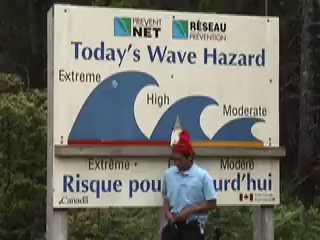 PREVENT
NET
RÉSEAU
PRÉVENTION
Today's Wave Hazard
Extreme
High
Moderate
Extrême
Modéré
Risque pou
urd'hui
Canada